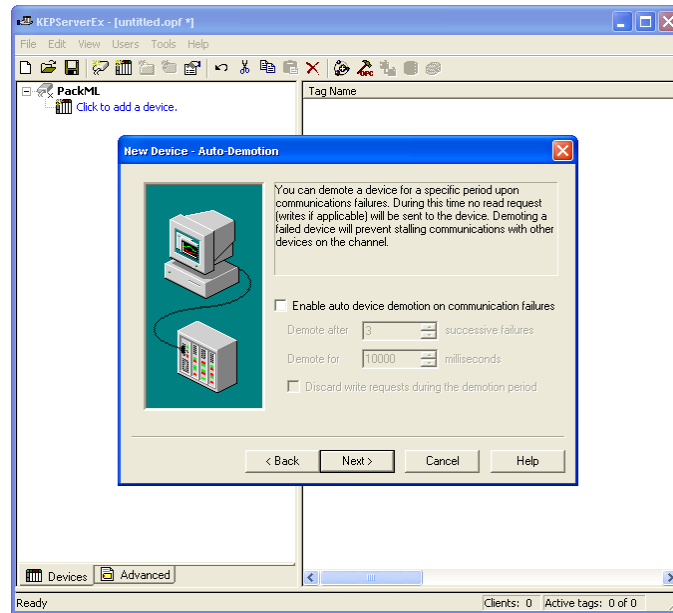 KEPServerEx - [untitled.opf *]
File Edit View Users Tools Help
OPC
PackML
Click to add a device.
Tag Name
New Device - Auto-Demotion
You can demote a device for a specific period upon
communications failures. During this time no read request
(writes if applicable) will be sent to the device. Demoting a
failed device will prevent stalling communications with other
devices on the channel.
Enable auto device demotion on communication failures
Demote after 3 successive failures
Demote for 10000 milliseconds
Discard write requests during the demotion period
< Back Next > Cancel Help
Devices Advanced
Ready Clients: 0 Active tags: 0 of 0